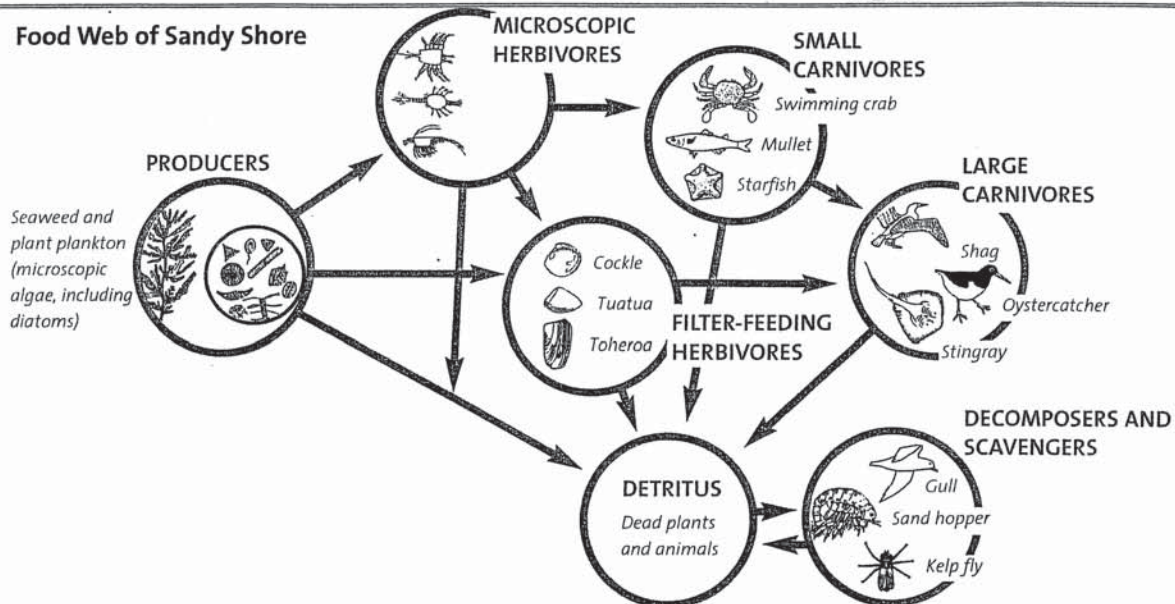 Food Web of Sandy Shore
MICROSCOPIC
HERBIVORES
SMALL
CARNIVORES
Swimming crab
Mullet
Starfish
PRODUCERS
Seaweed and
plant plankton
(microscopic
algae, including
diatoms)
LARGE
CARNIVORES
Shag
Oystercatcher
Stingray
Cockle
Tuatua
Toheroa
FILTER-FEEDING
HERBIVORES
DETRITUS
Dead plants
and animals
DECOMPOSERS AND
SCAVENGERS
Gull
Sand hopper
Kelp fly